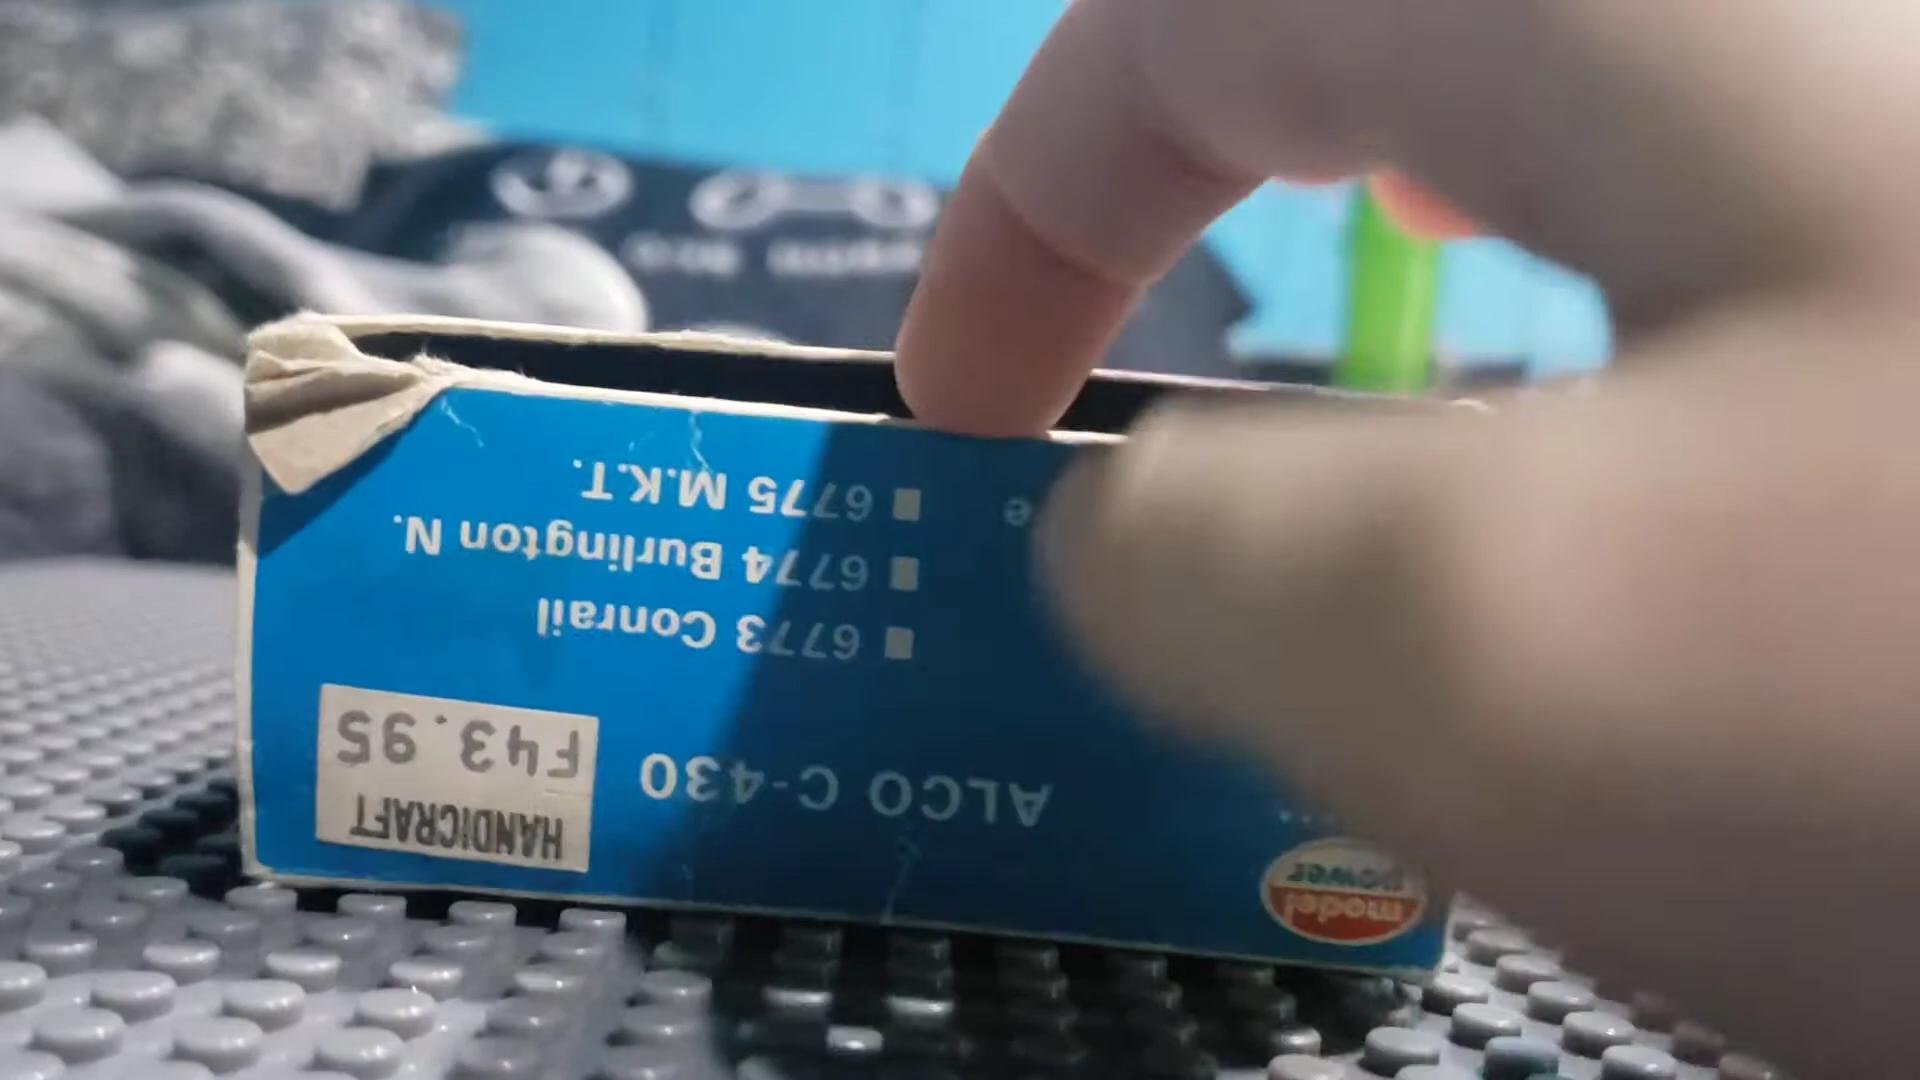 model
power
ALCO C-430
HANDICRAFT
F43.95
6773 Conrail
6774 Burlington N.
6775 M.K.T.
e